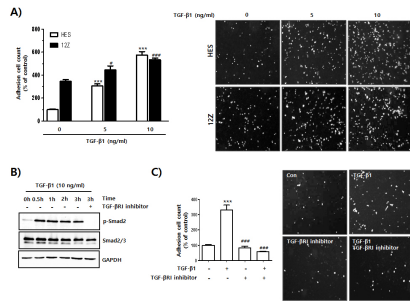 A)
TGF-β1 (ng/ml)
HES
12Z
Adhesion cell count
(% of control)
800
600
400
200
0
***
#
***
###
0
5
10
TGF-β1 (ng/ml)
0
5
10
HES
12Z
B)
TGF-β1 (10 ng/ml)
0h
0.5h
1h
2h
3h
3h
Time
-
-
-
-
-
+
TGF-βRI inhibitor
p-Smad2
Smad2/3
GAPDH
C)
Adhesion cell count
(% of control)
500
400
300
200
100
0
***
###
###
TGF-β1
-
+
-
+
TGF-βRI inhibitor
-
-
+
+
Con
TGF-β1
TGF-βRI inhibitor
TGF-β1
TGF-βRI inhibitor